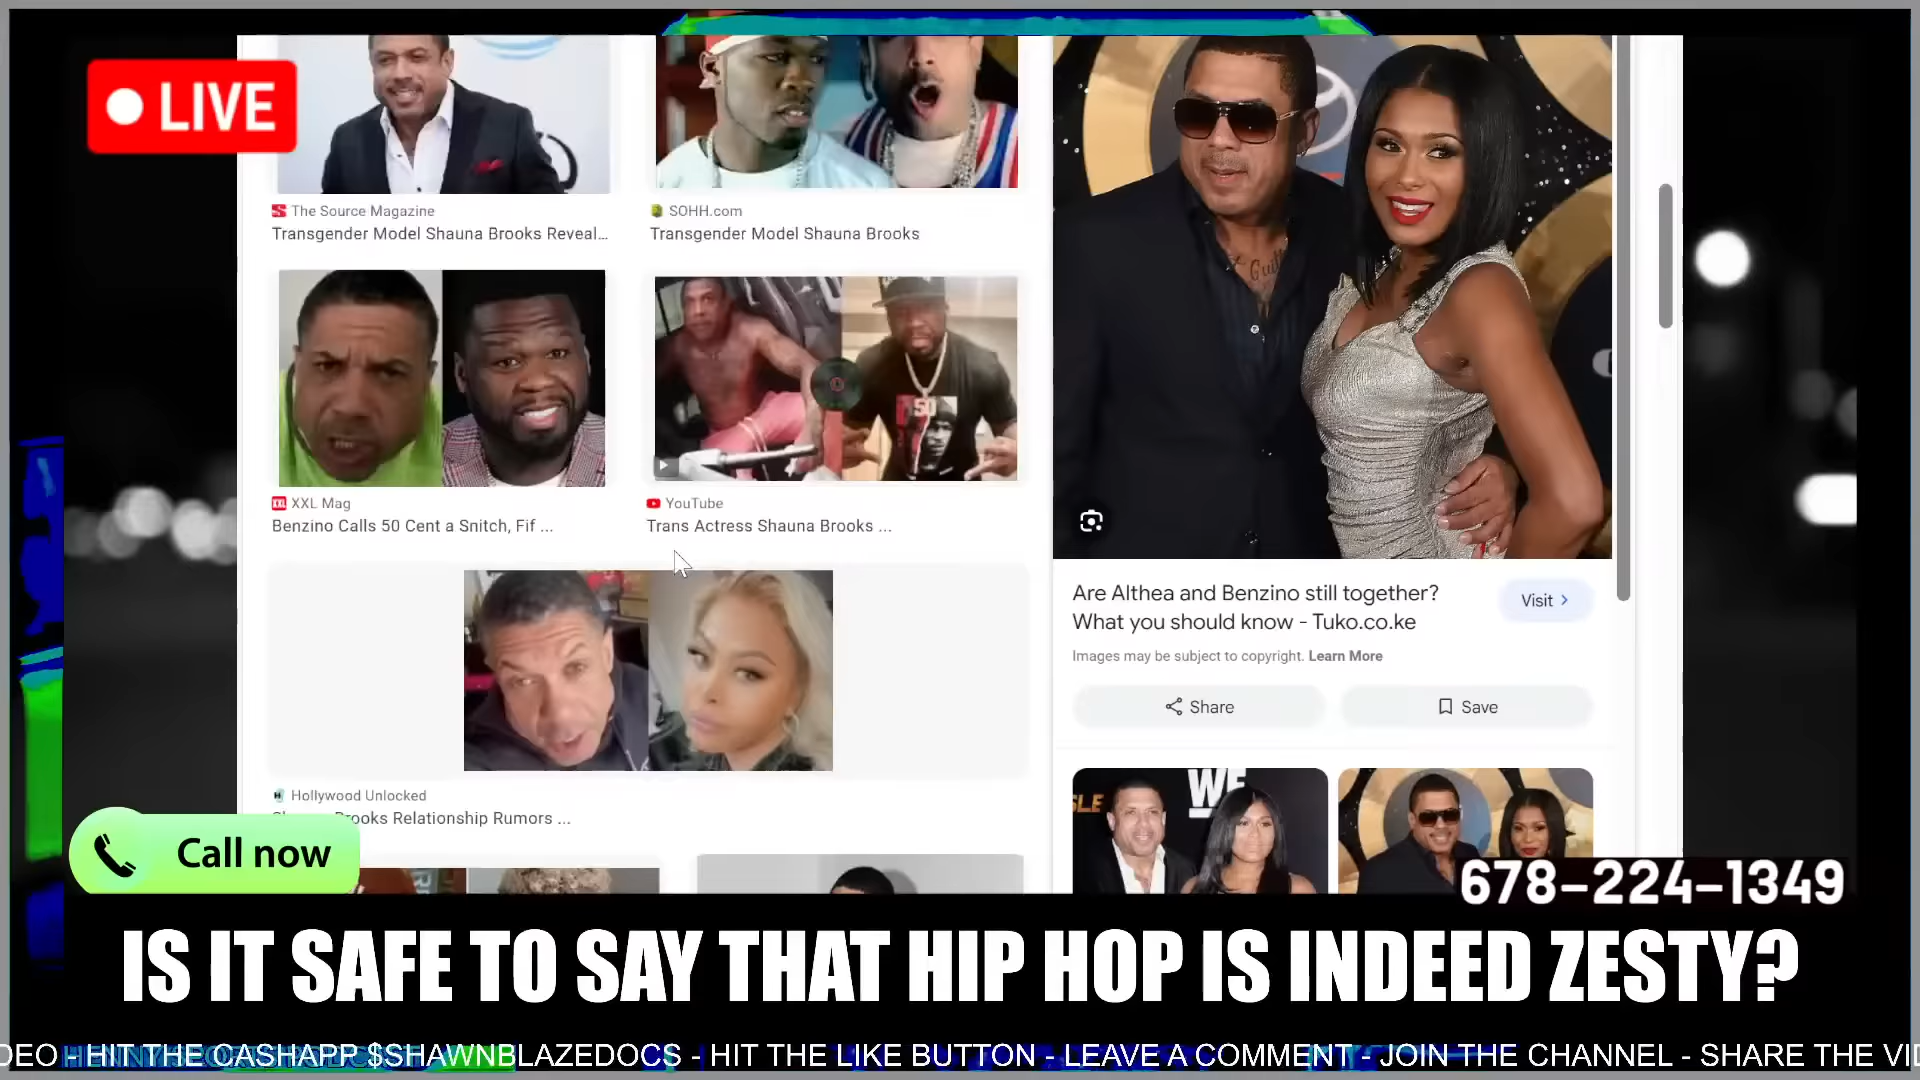 LIVE
The Source Magazine
Transgender Model Shauna Brooks Reveal...
SOHH.com
Transgender Model Shauna Brooks
XXL Mag
Benzino Calls 50 Cent a Snitch, Fif ...
YouTube
Trans Actress Shauna Brooks ...
Hollywood Unlocked
Brooks Relationship Rumors ...
Are Althea and Benzino still together?
What you should know - Tuko.co.ke
Visit
Images may be subject to copyright. Learn More
Share
Save
WE
Call now
678-224-1349
IS IT SAFE TO SAY THAT HIP HOP IS INDEED ZESTY?
DEO - HIT THE CASHAPP $SHAWNBLAZEDOCS - HIT THE LIKE BUTTON - LEAVE A COMMENT - JOIN THE CHANNEL - SHARE THE VID